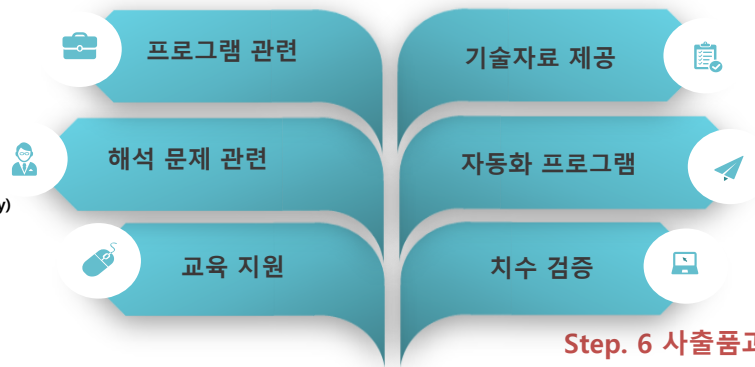 프로그램 관련
기술자료 제공
해석 문제 관련
자동화 프로그램
y)
교육 지원
치수 검증
Step. 6 사출품과